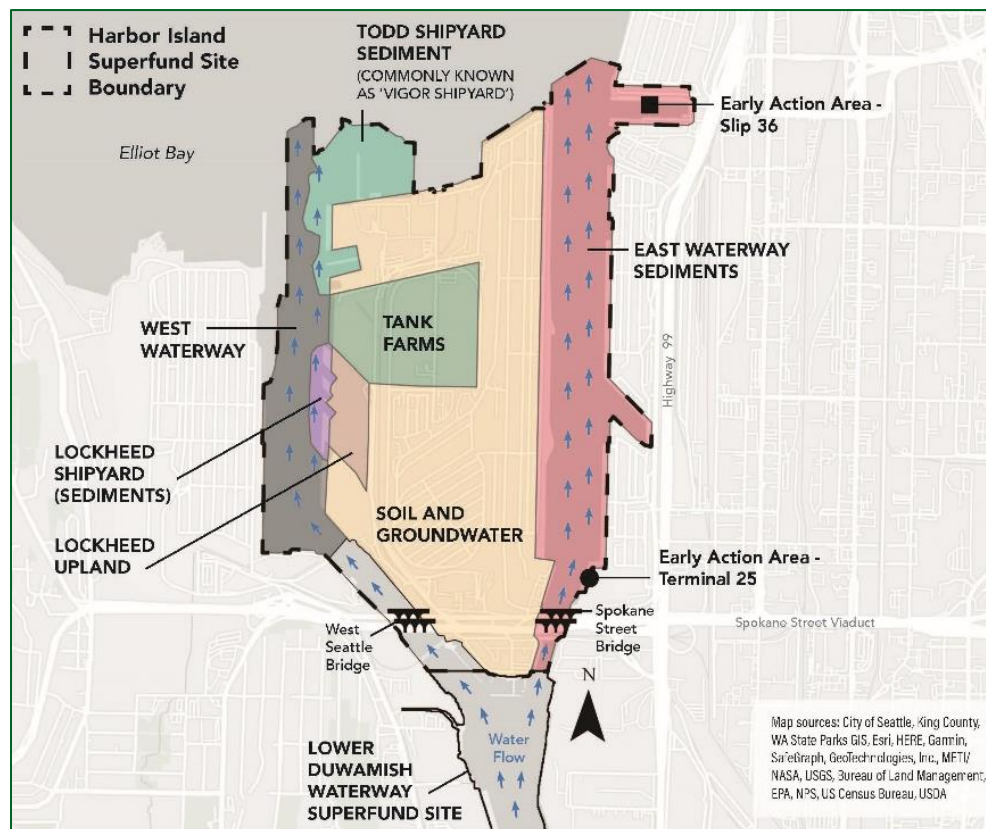 Harbor Island
Superfund Site
Boundary
TODD SHIPYARD
SEDIMENT
(COMMONLY KNOWN
AS 'VIGOR SHIPYARD')
Early Action Area -
Slip 36
Elliot Bay
EAST WATERWAY
SEDIMENTS
WEST
WATERWAY
TANK
FARMS
Highway 99
LOCKHEED
SHIPYARD
(SEDIMENTS)
SOIL AND
GROUNDWATER
LOCKHEED
UPLAND
Early Action Area -
Terminal 25
West
Seattle
Bridge
Spokane
Street
Bridge
Spokane Street Viaduct
N
Water
Flow
LOWER
DUWAMISH
WATERWAY
SUPERFUND SITE
Map sources: City of Seattle, King County,
WA State Parks GIS, Esri, HERE, Garmin,
SafeGraph, GeoTechnologies, Inc., METI/
NASA, USGS, Bureau of Land Management,
EPA, NPS, US Census Bureau, USDA